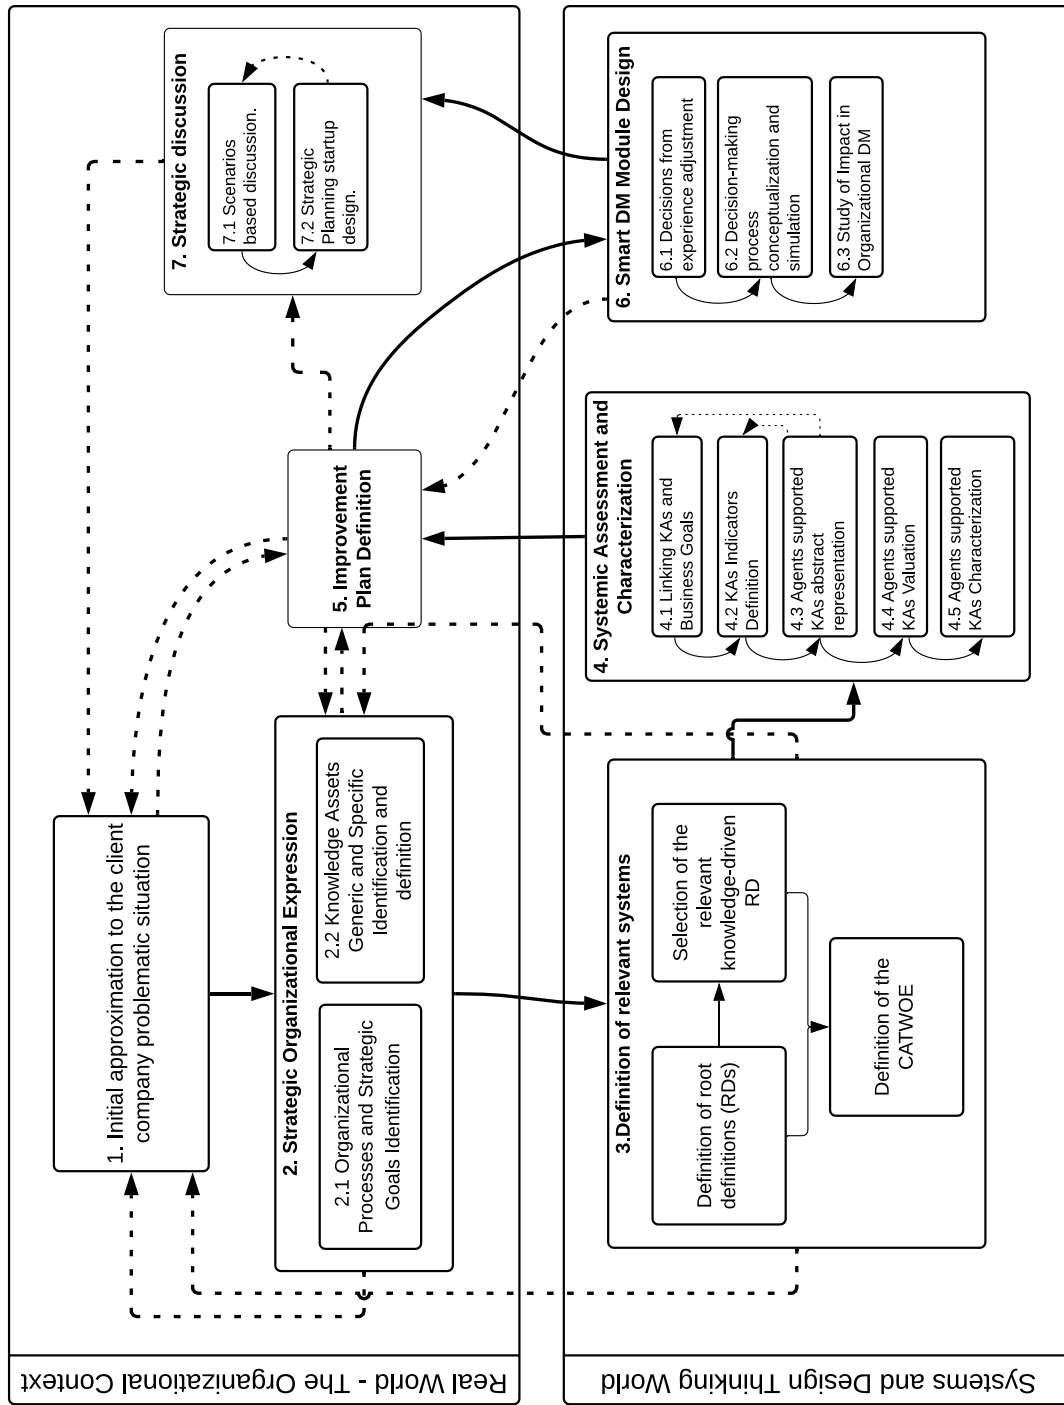 Real World - The Organizational Context
1. Initial approximation to the client
company problematic situation
2. Strategic Organizational Expression
2.1 Organizational
Processes and Strategic
Goals Identification
2.2 Knowledge Assets
Generic and Specific
Identification and
definition
5. Improvement
Plan Definition
7. Strategic discussion
7.1 Scenarios
based discussion.
7.2 Strategic
Planning startup
design.
Systems and Design Thinking World
3.Definition of relevant systems
Definition of root
definitions (RDs)
Selection of the
relevant
knowledge-driven
RD
Definition of the
CATWOE
4. Systemic Assessment and
Characterization
4.1 Linking KAs and
Business Goals
4.2 KAs Indicators
Definition
4.3 Agents supported
KAs abstract
representation
4.4 Agents supported
KAs Valuation
4.5 Agents supported
KAs Characterization
6. Smart DM Module Design
6.1 Decisions from
experience adjustment
6.2 Decision-making
process
conceptualization and
simulation
6.3 Study of Impact in
Organizational DM